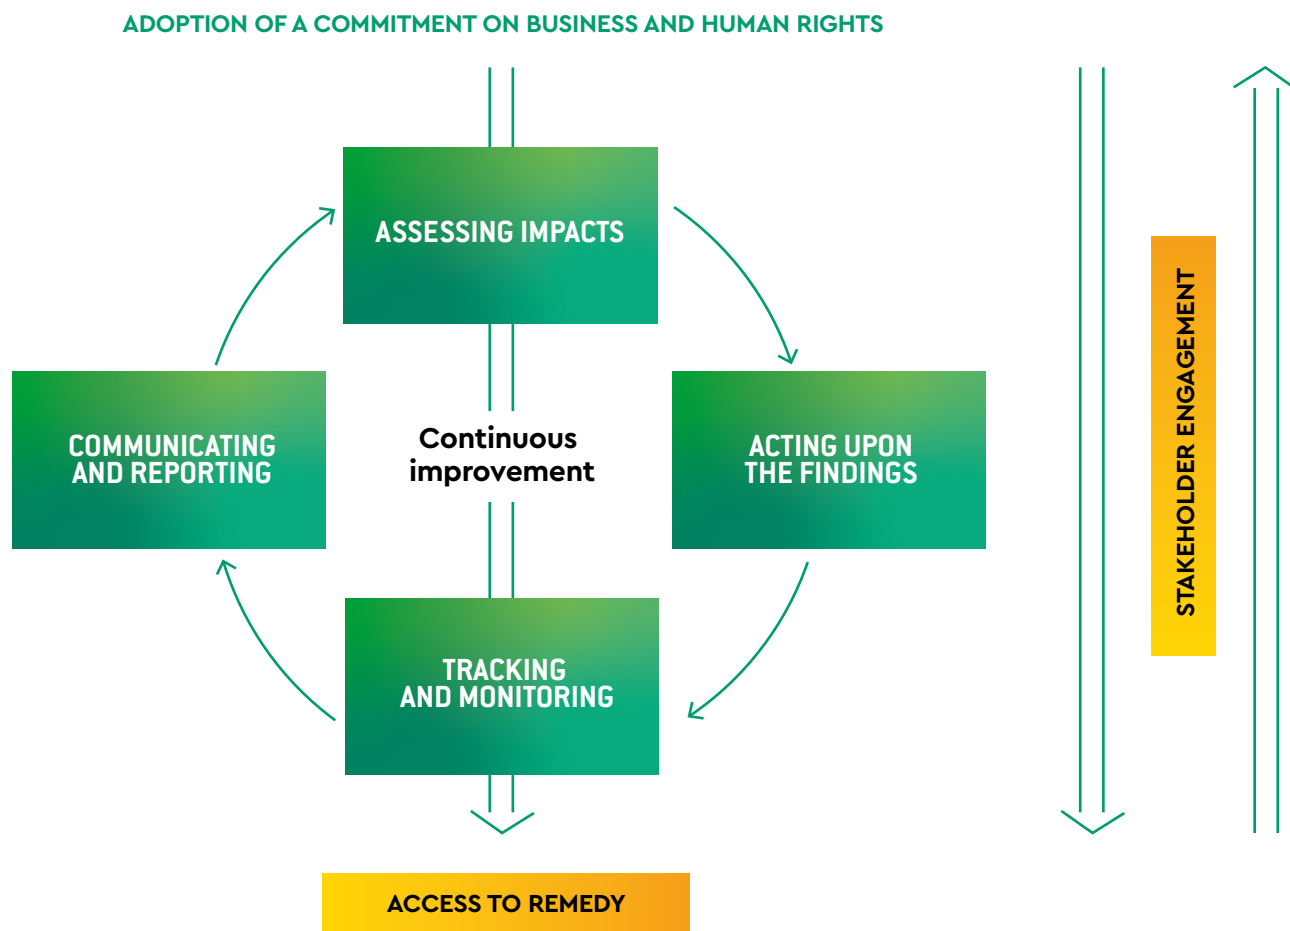 ADOPTION OF A COMMITMENT ON BUSINESS AND HUMAN RIGHTS
ASSESSING IMPACTS
COMMUNICATING
AND REPORTING
Continuous
improvement
ACTING UPON
THE FINDINGS
TRACKING
AND MONITORING
ACCESS TO REMEDY
STAKEHOLDER ENGAGEMENT